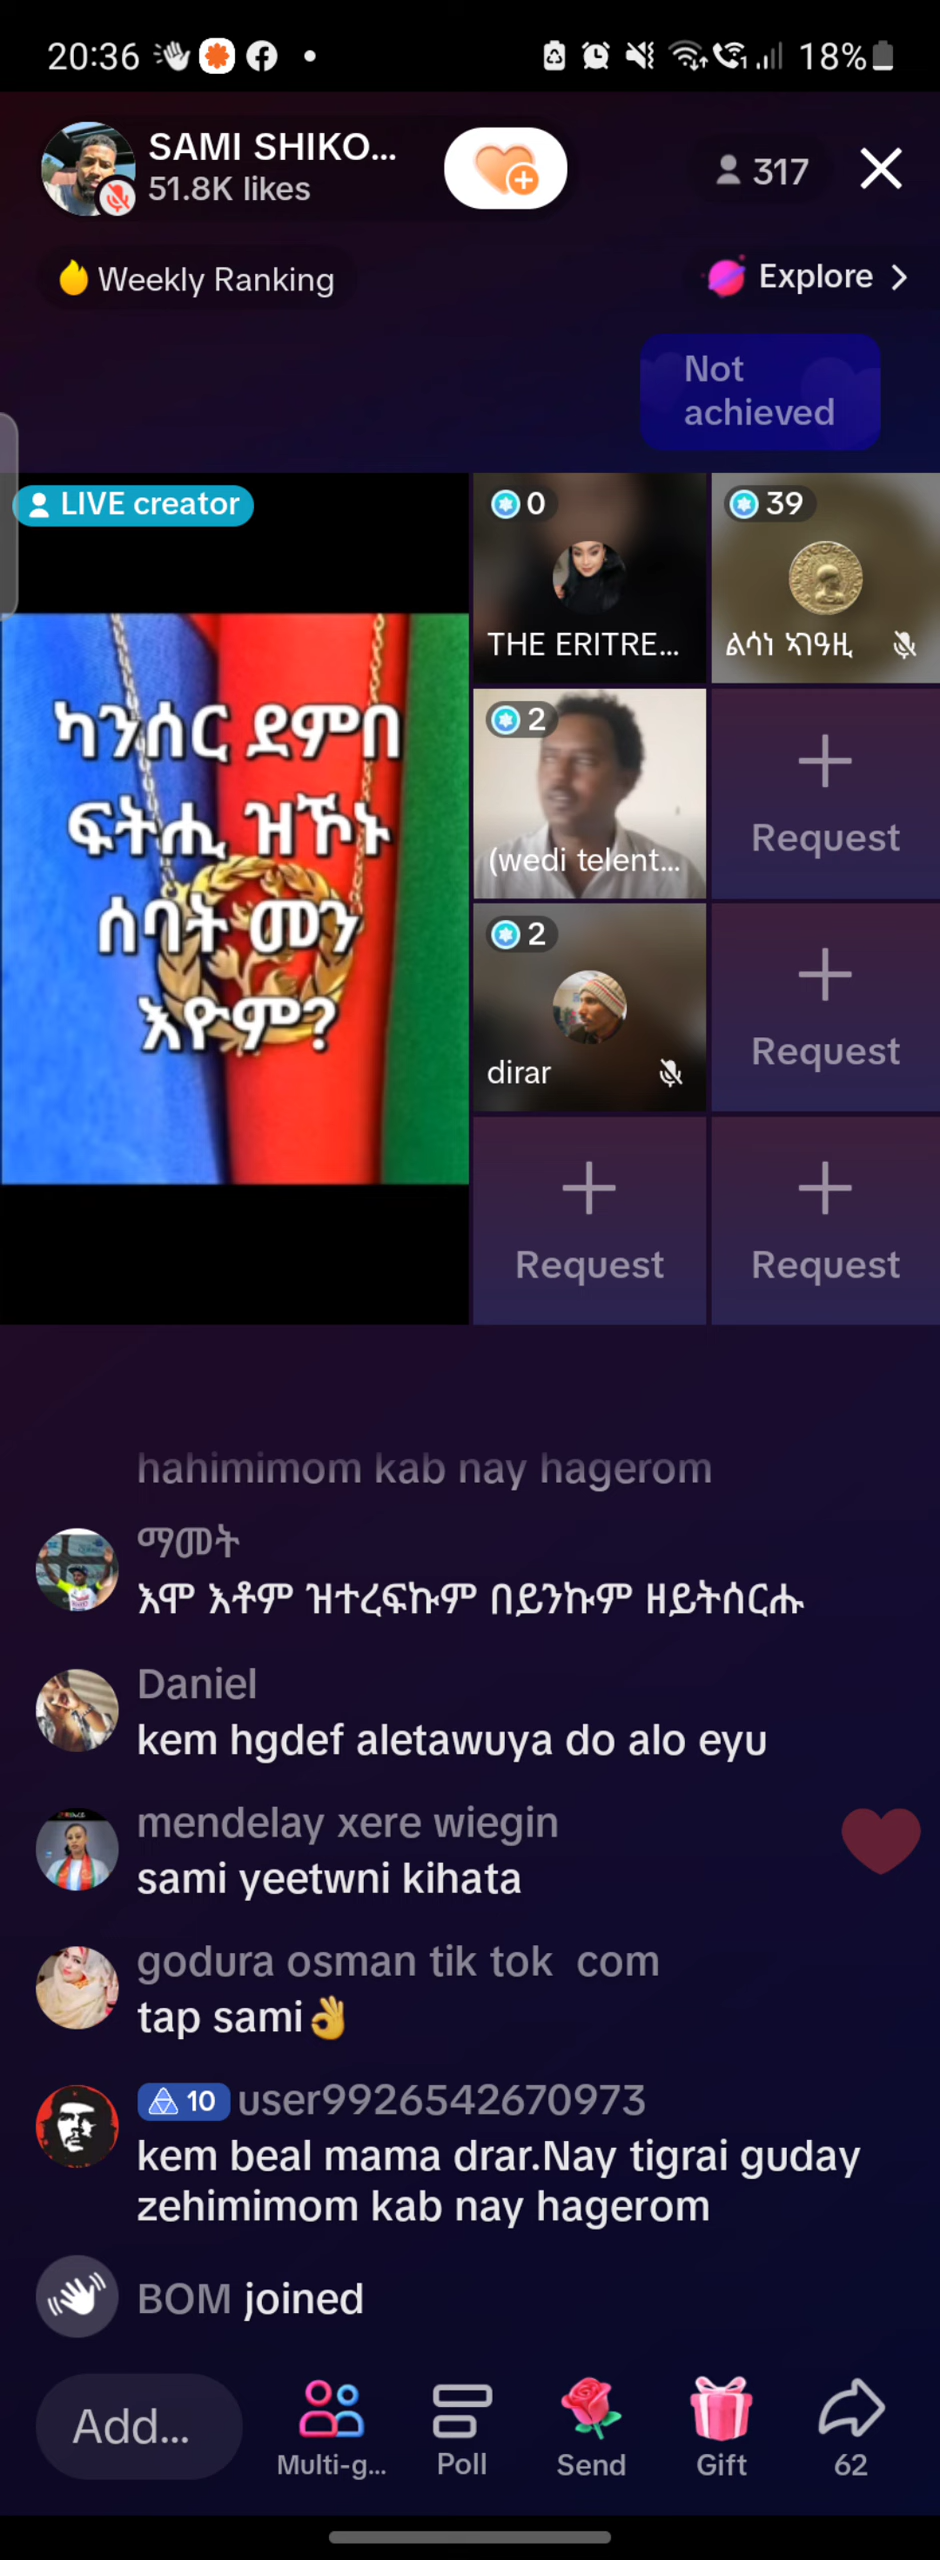 20:36
18%
SAMI SHIKO...
51.8K likes
317
Weekly Ranking
Explore
Not
achieved
LIVE creator
0
39
THE ERITRE...
ልሳነ ኣገዓዚ
ካንሰር ደምበ
ፍትሒ ዝኾኑ
ሰባት መን
እዮም?
2
(wedi telent...
Request
2
dirar
Request
Request
Request
hahimimom kab nay hagerom
ማመት
እሞ እቶም ዝተረፍኩም በይንኩም ዘይትሰርሑ
Daniel
kem hgdef aletawuya do alo eyu
mendelay xere wiegin
sami yeetwni kihata
godura osman tik tok com
tap sami👌
10 user9926542670973
kem beal mama drar.Nay tigrai guday
zehimimom kab nay hagerom
BOM joined
Add...
Multi-g...
Poll
Send
Gift
62